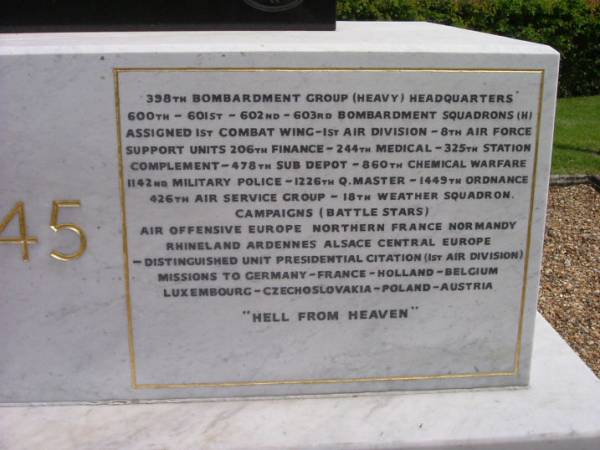 398TH BOMBARDMENT GROUP (HEAVY) HEADQUARTERS
600TH - 601ST - 602ND - 603RD BOMBARDMENT SQUADRONS (H)
ASSIGNED 1ST COMBAT WING-1ST AIR DIVISION - 8TH AIR FORCE
SUPPORT UNITS 206TH FINANCE - 244TH MEDICAL - 325TH STATION
COMPLEMENT - 478TH SUB DEPOT - 860TH CHEMICAL WARFARE
1142ND MILITARY POLICE - 1226TH Q.MASTER - 1449TH ORDNANCE
426TH AIR SERVICE GROUP - 18TH WEATHER SQUADRON.
CAMPAIGNS (BATTLE STARS)
AIR OFFENSIVE EUROPE NORTHERN FRANCE NORMANDY
RHINELAND ARDENNES ALSACE CENTRAL EUROPE
- DISTINGUISHED UNIT PRESIDENTIAL CITATION (1ST AIR DIVISION)
MISSIONS TO GERMANY - FRANCE - HOLLAND - BELGIUM
LUXEMBOURG - CZECHOSLOVAKIA - POLAND - AUSTRIA
"HELL FROM HEAVEN"
45